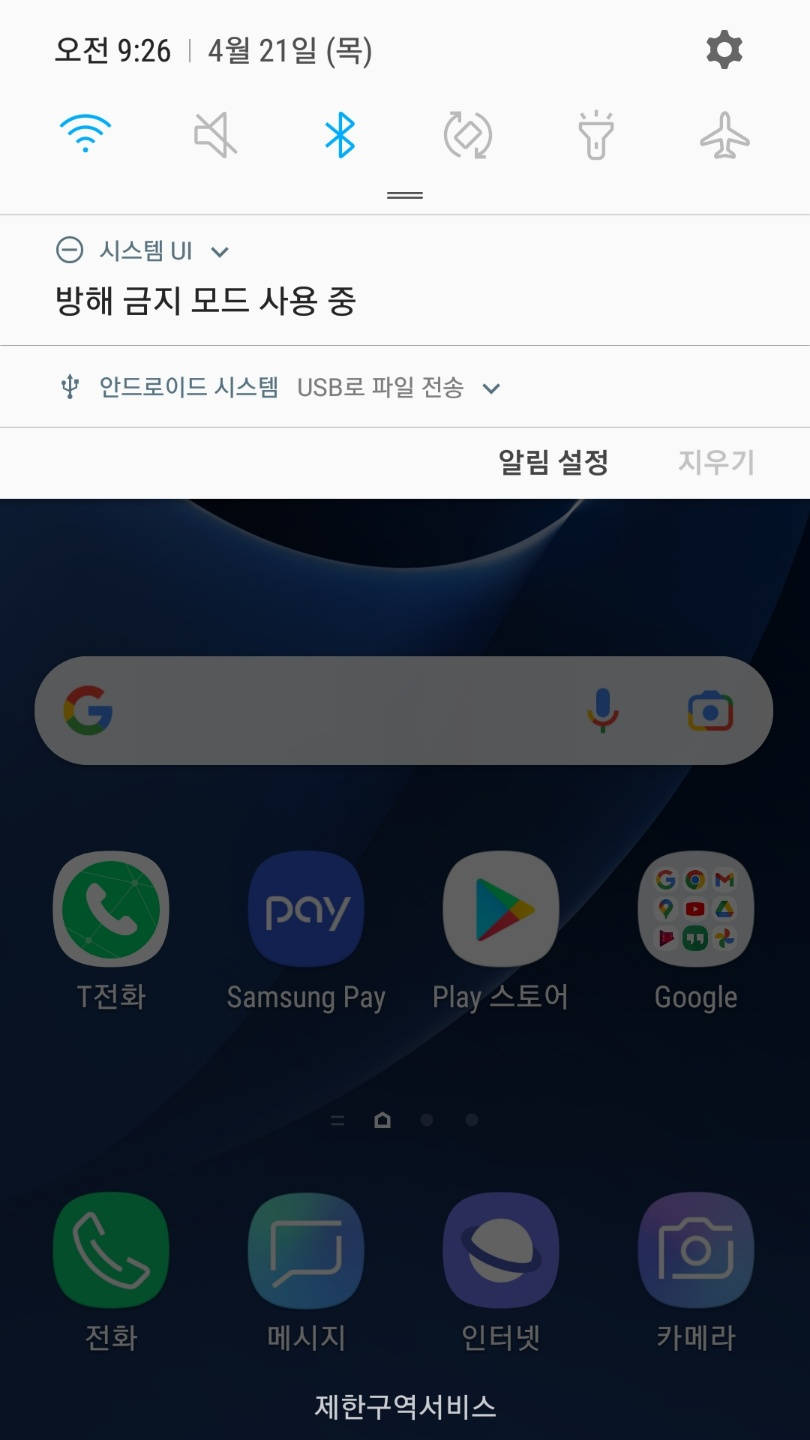 오전 9:26 | 4월 21일 (목)
시스템 UI
방해 금지 모드 사용 중
안드로이드 시스템 USB로 파일 전송
알림 설정 지우기
pay
T전화 Samsung Pay Play 스토어 Google
전화 메시지 인터넷 카메라
제한구역서비스